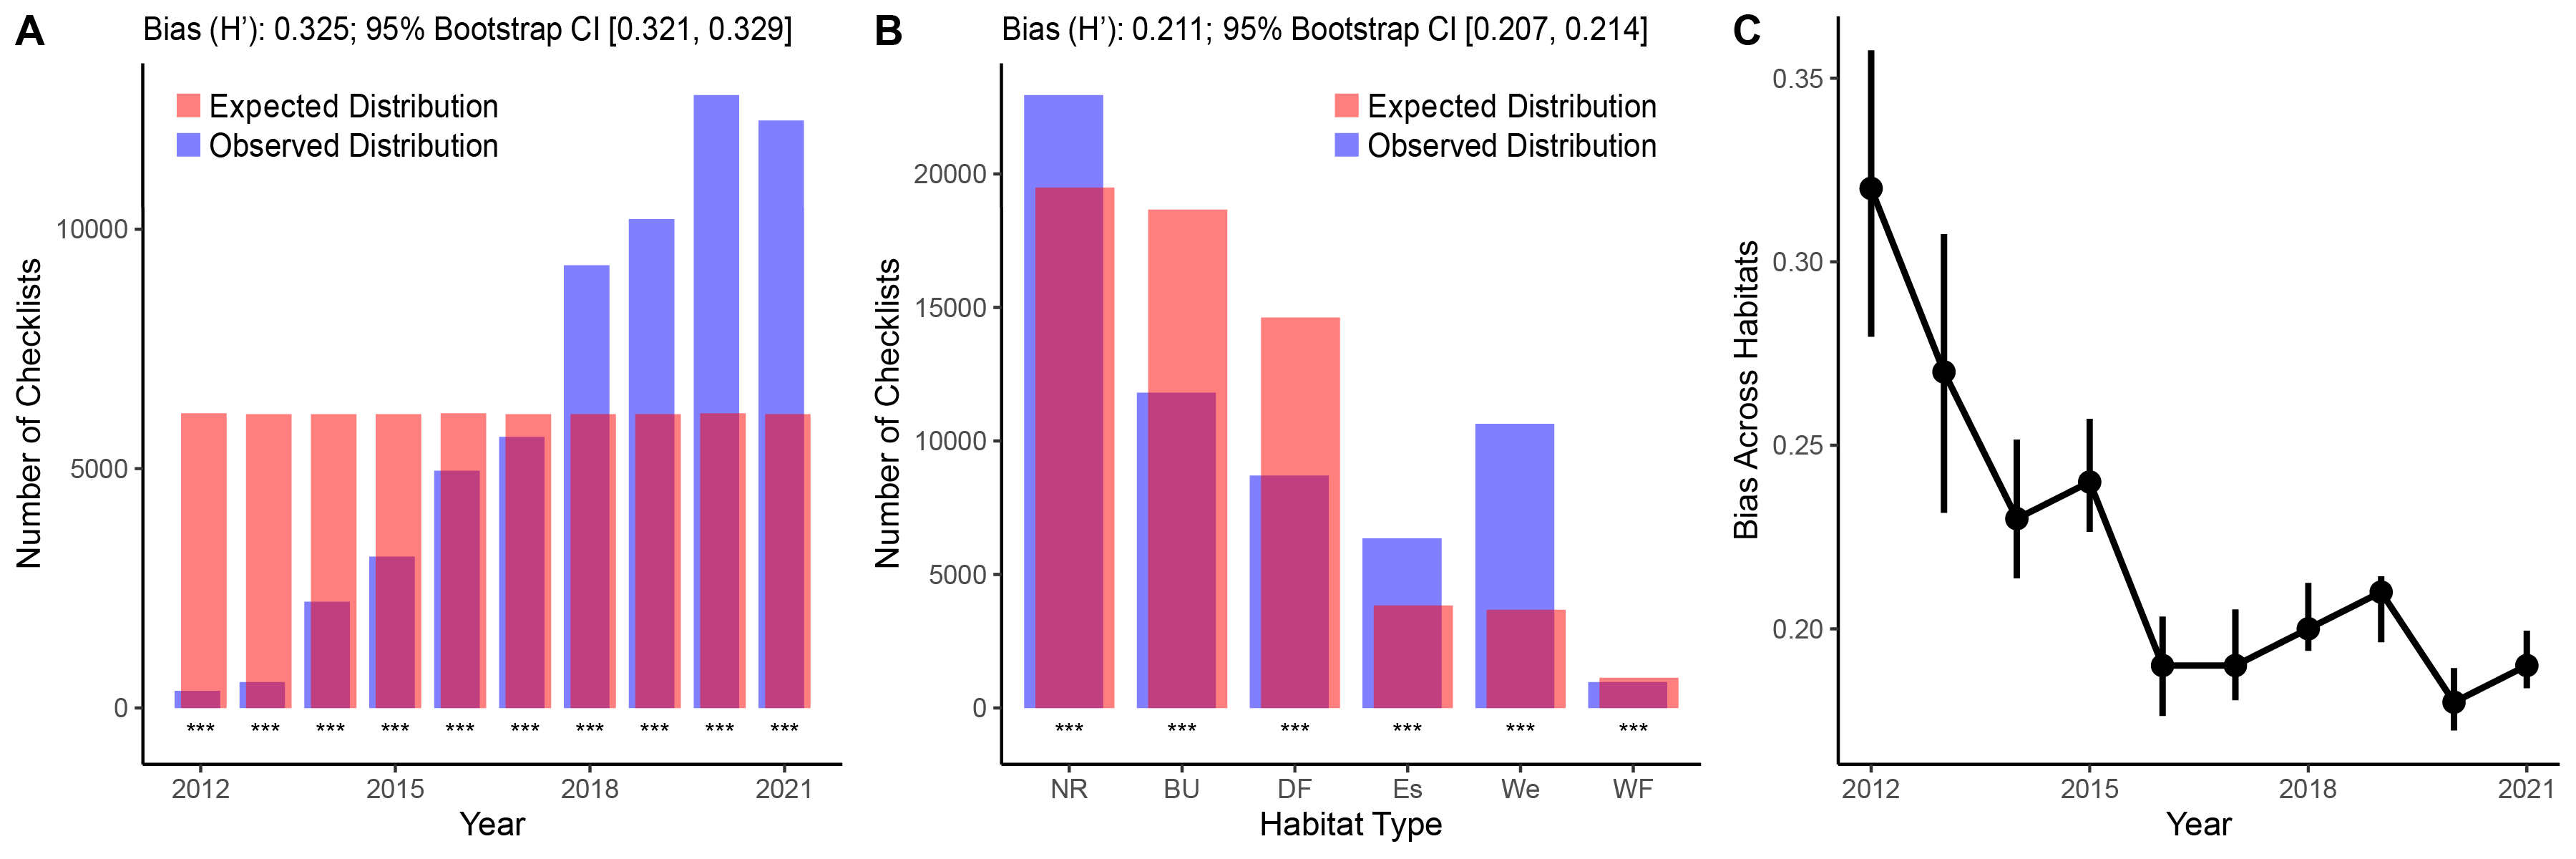 A
Bias (H’): 0.325; 95% Bootstrap CI [0.321, 0.329]
Expected Distribution
Observed Distribution
Number of Checklists
10000
5000
0
*** *** *** *** *** *** *** *** *** ***
2012 2015 2018 2021
Year
B
Bias (H’): 0.211; 95% Bootstrap CI [0.207, 0.214]
Expected Distribution
Observed Distribution
Number of Checklists
20000
15000
10000
5000
0
*** *** *** *** *** ***
NR BU DF Es We WF
Habitat Type
C
Bias Across Habitats
0.35
0.30
0.25
0.20
2012 2015 2018 2021
Year